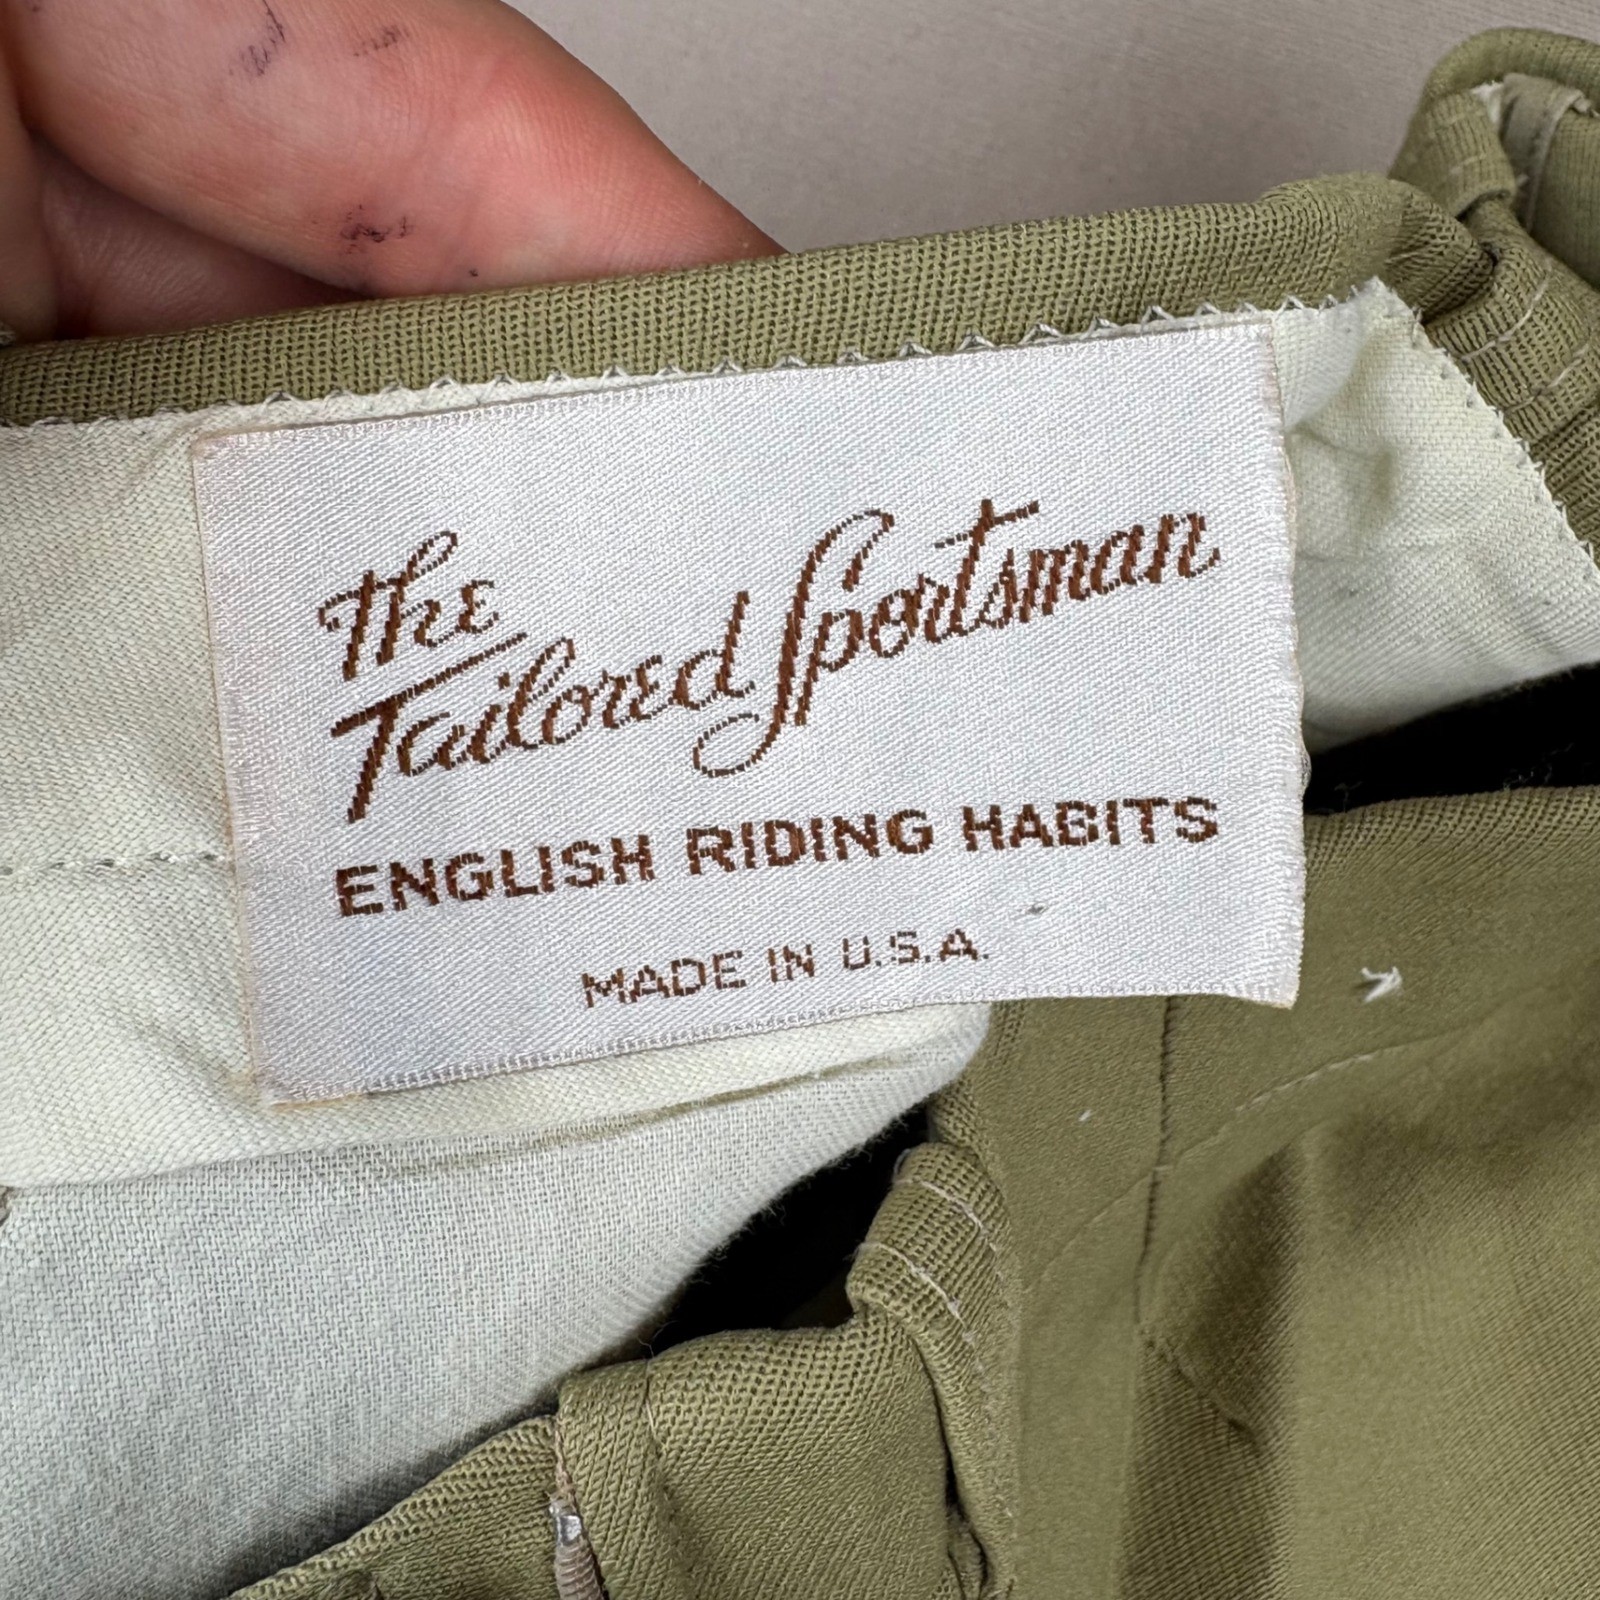 The
Tailored Sportsman
ENGLISH RIDING HABITS
MADE IN U.S.A.